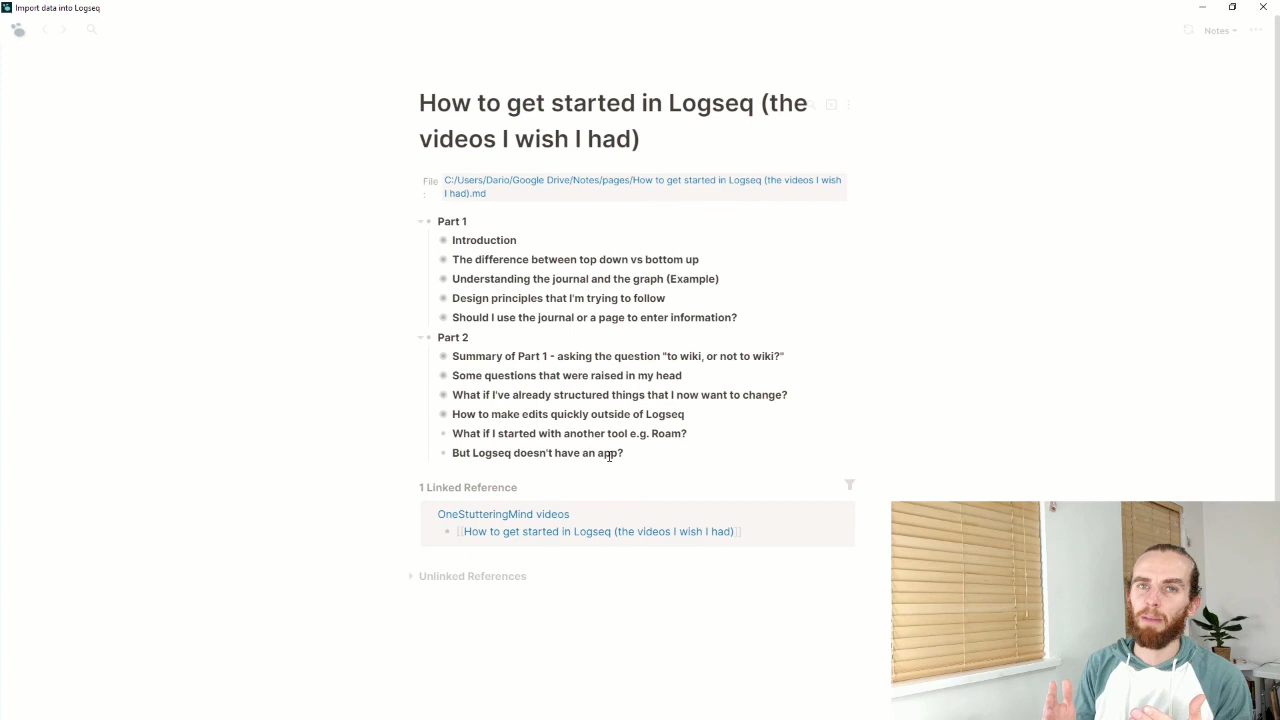 Import data into Logseq
Notes
How to get started in Logseq (the
videos I wish I had)
File
:
C:/Users/Dario/Google Drive/Notes/pages/How to get started in Logseq (the videos I wish
I had).md
Part 1
Introduction
The difference between top down vs bottom up
Understanding the journal and the graph (Example)
Design principles that I'm trying to follow
Should I use the journal or a page to enter information?
Part 2
Summary of Part 1 - asking the question "to wiki, or not to wiki?"
Some questions that were raised in my head
What if I've already structured things that I now want to change?
How to make edits quickly outside of Logseq
What if I started with another tool e.g. Roam?
But Logseq doesn't have an app?
1 Linked Reference
OneStutteringMind videos
[[How to get started in Logseq (the videos I wish I had)]]
Unlinked References